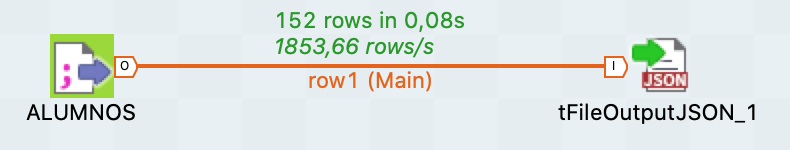 152 rows in 0,08s
1853,66 rows/s
O
I
row1 (Main)
JSON
ALUMNOS
tFileOutputJSON_1